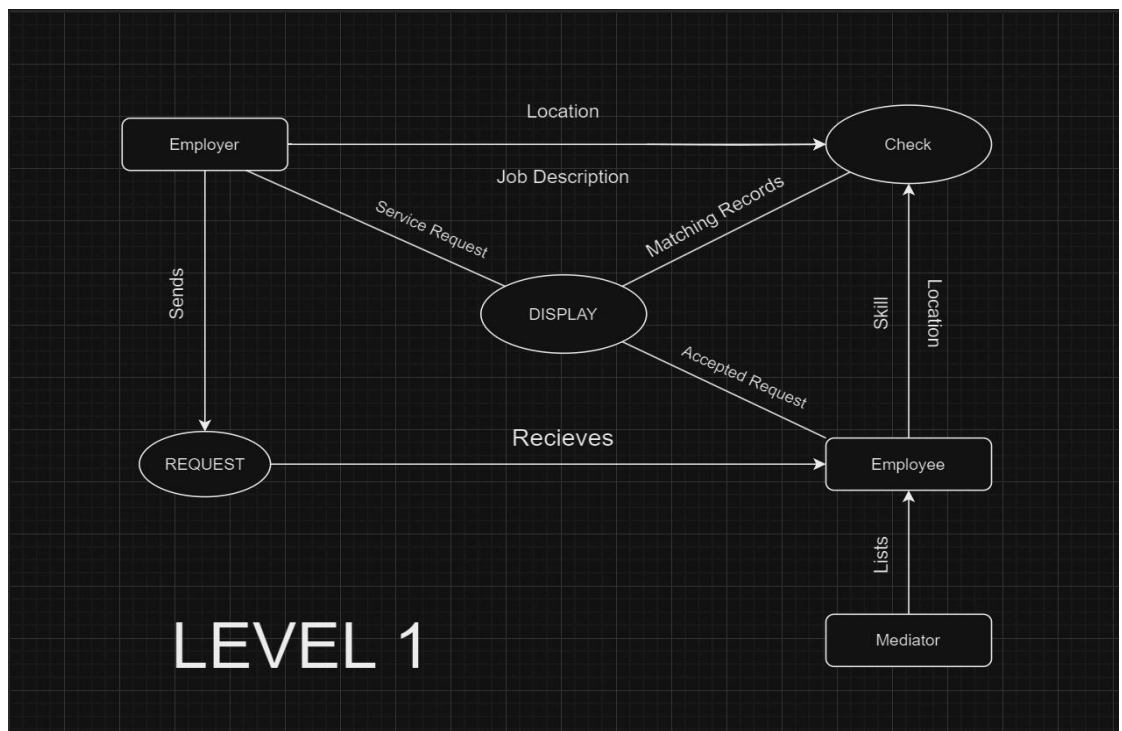 Location
Employer
Check
Job Description
Service Request
Matching Records
Sends
DISPLAY
Skill
Location
Accepted Request
Recieves
REQUEST
Employee
Lists
LEVEL 1
Mediator